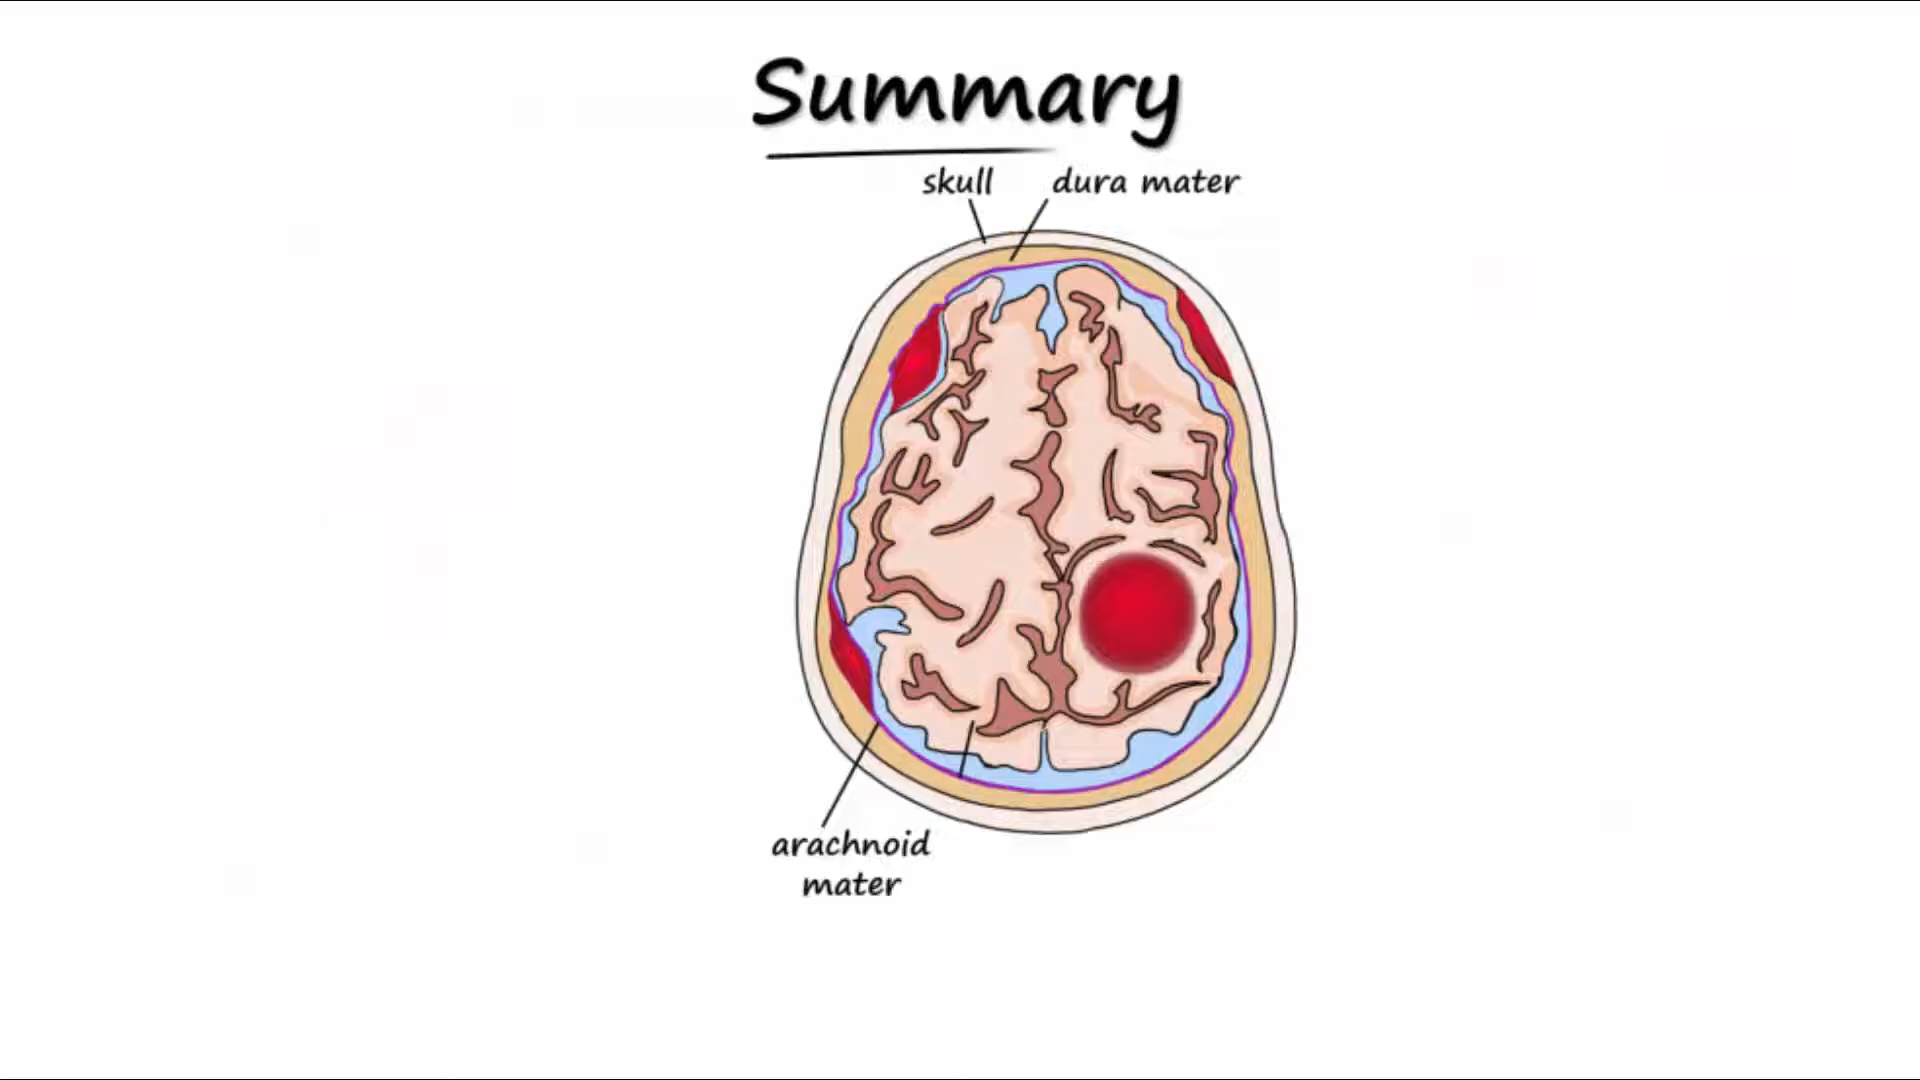 Summary
skull
dura mater
arachnoid
mater